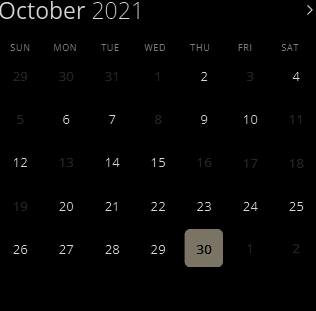 October 2021
SUN MON TUE WED THU FRI SAT
29 30 31 1 2 3 4
5 6 7 8 9 10 11
12 13 14 15 16 17 18
19 20 21 22 23 24 25
26 27 28 29 30 1 2